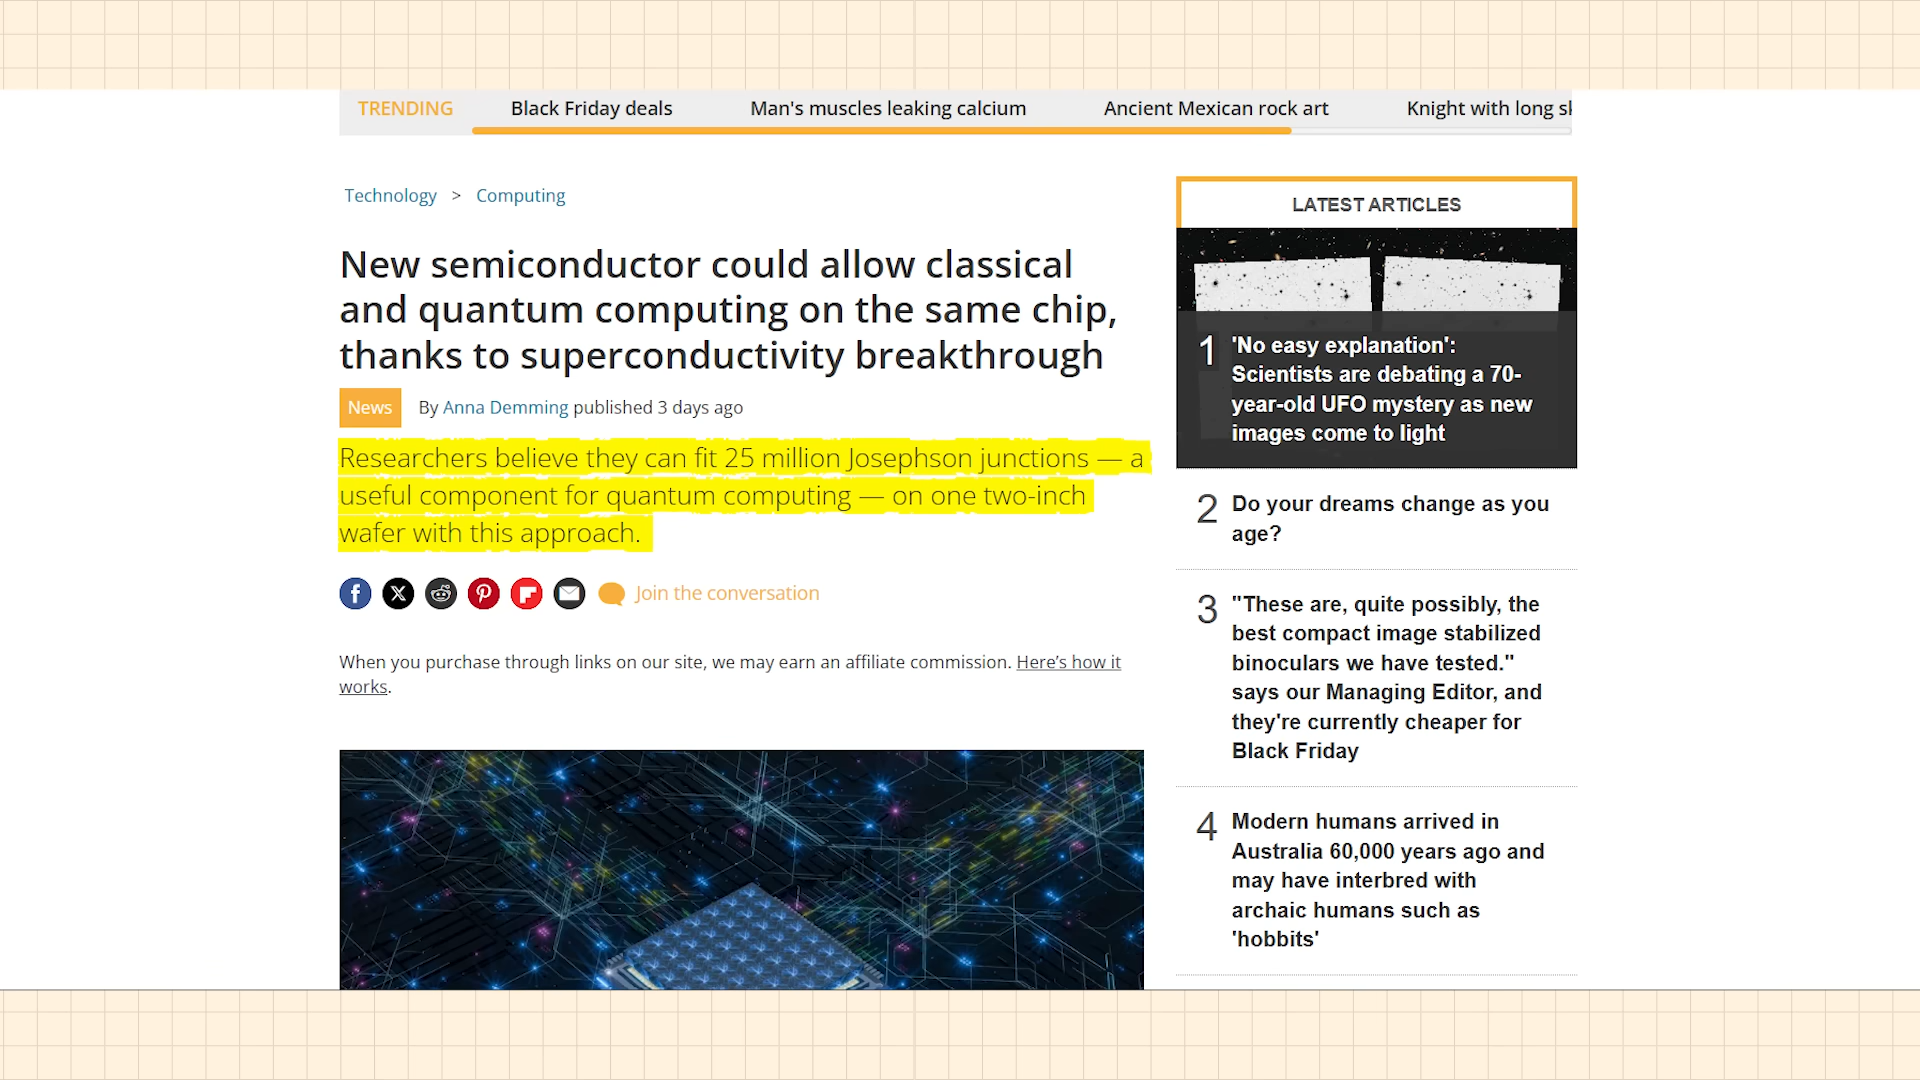 TRENDING Black Friday deals Man's muscles leaking calcium Ancient Mexican rock art Knight with long
Technology > Computing
New semiconductor could allow classical
and quantum computing on the same chip,
thanks to superconductivity breakthrough
News By Anna Demming published 3 days ago
Researchers believe they can fit 25 million Josephson junctions — a
useful component for quantum computing — on one two-inch
wafer with this approach.
Join the conversation
When you purchase through links on our site, we may earn an affiliate commission. Here's how it
works.
LATEST ARTICLES
1 'No easy explanation':
Scientists are debating a 70-
year-old UFO mystery as new
images come to light
2 Do your dreams change as you
age?
3 "These are, quite possibly, the
best compact image stabilized
binoculars we have tested."
says our Managing Editor, and
they're currently cheaper for
Black Friday
4 Modern humans arrived in
Australia 60,000 years ago and
may have interbred with
archaic humans such as
'hobbits'